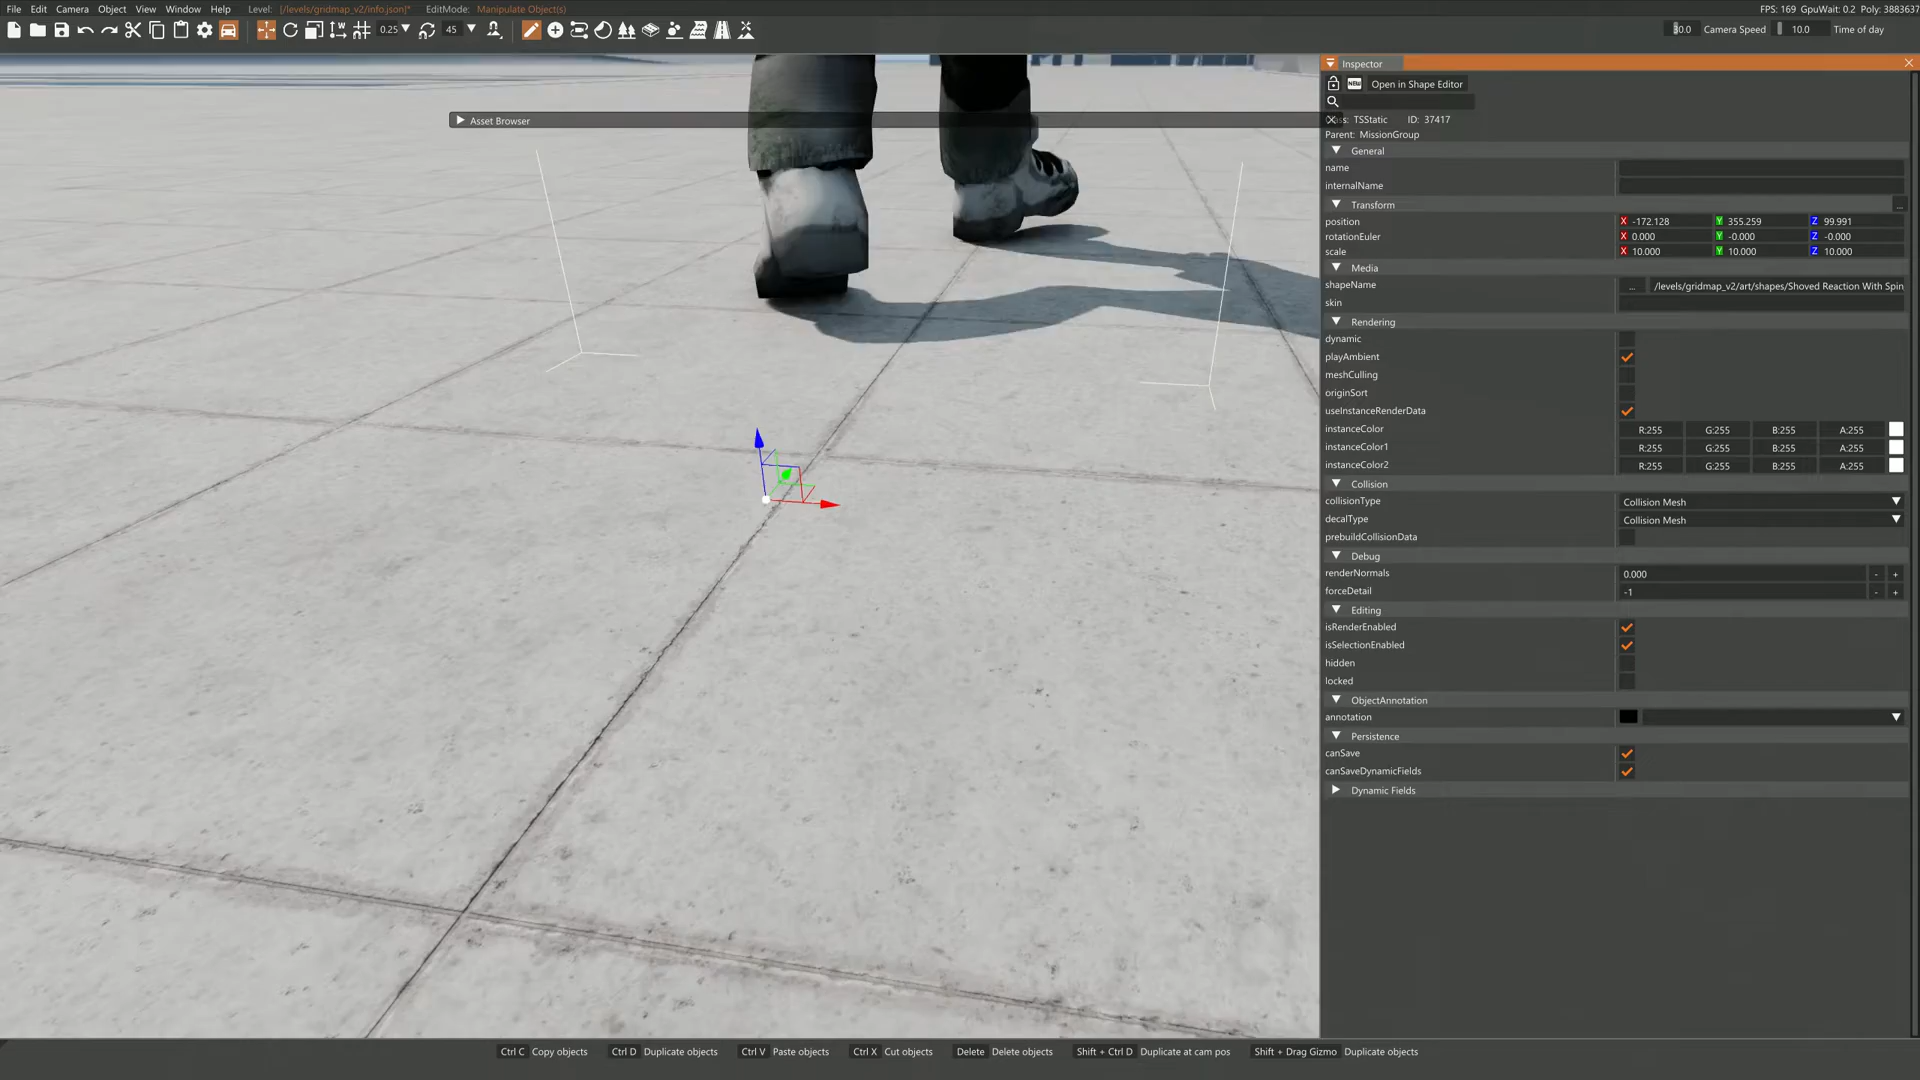 File Edit Camera Object View Window Help Level: [/levels/gridmap_v2/info.json]* EditMode: Manipulate Object(s)
FPS: 169 GpuWait: 0.2 Poly: 3883637
0.25 45
30.0 Camera Speed 10.0 Time of day
Inspector
NEW Open in Shape Editor
Asset Browser
TSStatic ID: 37417
Parent: MissionGroup
General
name
internalName
Transform
...
position X -172.128 Y 355.259 Z 99.991
rotationEuler X 0.000 Y -0.000 Z -0.000
scale X 10.000 Y 10.000 Z 10.000
Media
shapeName ... /levels/gridmap_v2/art/shapes/Shoved Reaction With Spin
skin
Rendering
dynamic
playAmbient
meshCulling
originSort
useInstanceRenderData
instanceColor R:255 G:255 B:255 A:255
instanceColor1 R:255 G:255 B:255 A:255
instanceColor2 R:255 G:255 B:255 A:255
Collision
collisionType Collision Mesh
decalType Collision Mesh
prebuildCollisionData
Debug
renderNormals 0.000 - +
forceDetail -1 - +
Editing
isRenderEnabled
isSelectionEnabled
hidden
locked
ObjectAnnotation
annotation
Persistence
canSave
canSaveDynamicFields
Dynamic Fields
Ctrl C Copy objects Ctrl D Duplicate objects Ctrl V Paste objects Ctrl X Cut objects Delete Delete objects Shift + Ctrl D Duplicate at cam pos Shift + Drag Gizmo Duplicate objects